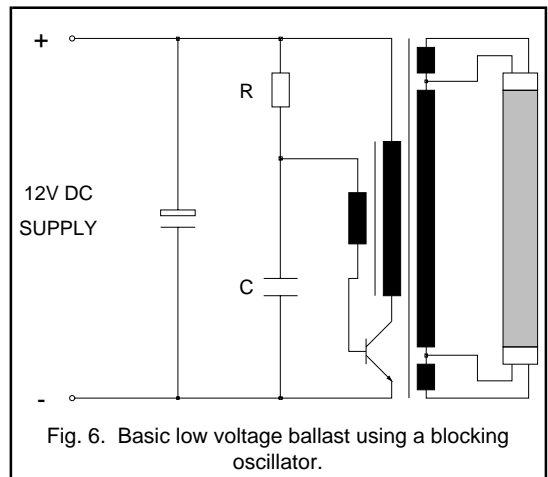 +
R
12V DC
SUPPLY
C
-
Fig. 6. Basic low voltage ballast using a blocking
oscillator.